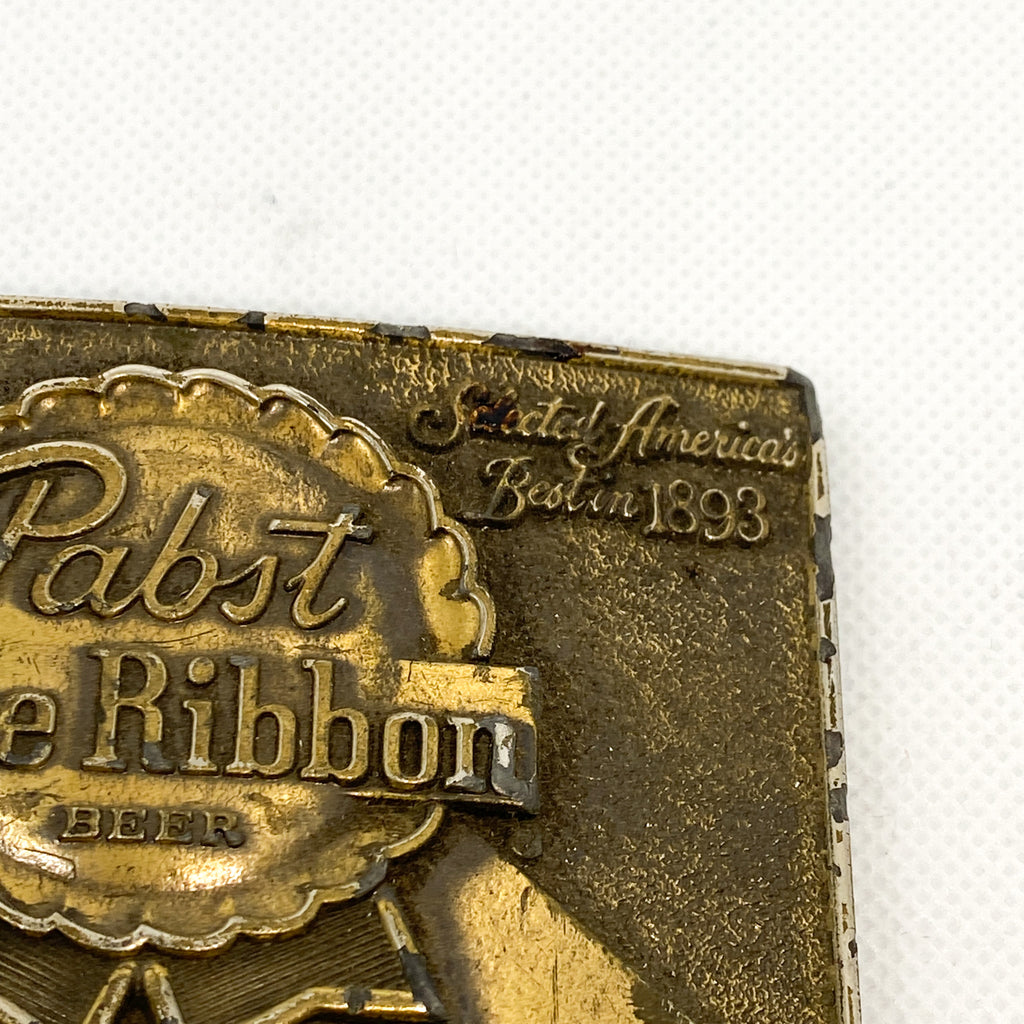 Selected America's
Best in 1893
Pabst
e Ribbon
BEER